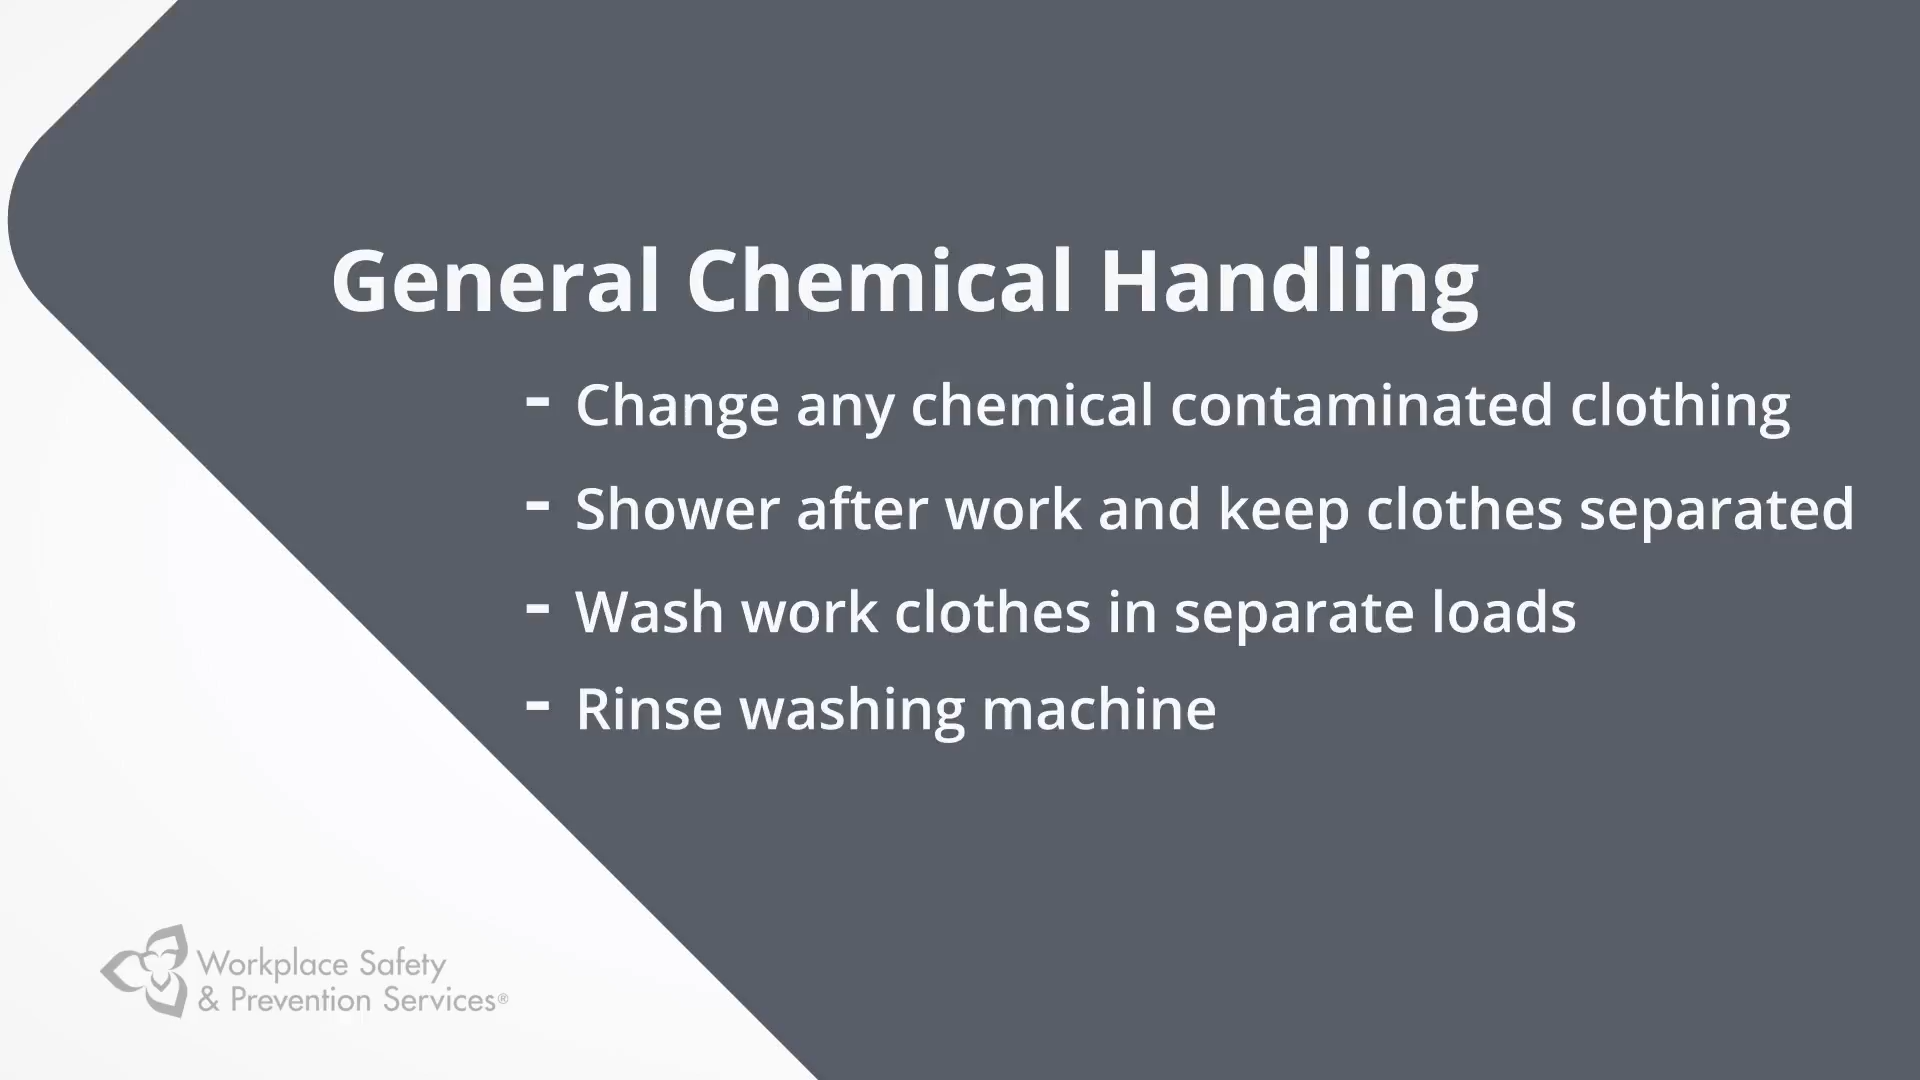 General Chemical Handling
- Change any chemical contaminated clothing
- Shower after work and keep clothes separated
- Wash work clothes in separate loads
- Rinse washing machine
Workplace Safety
& Prevention Services®